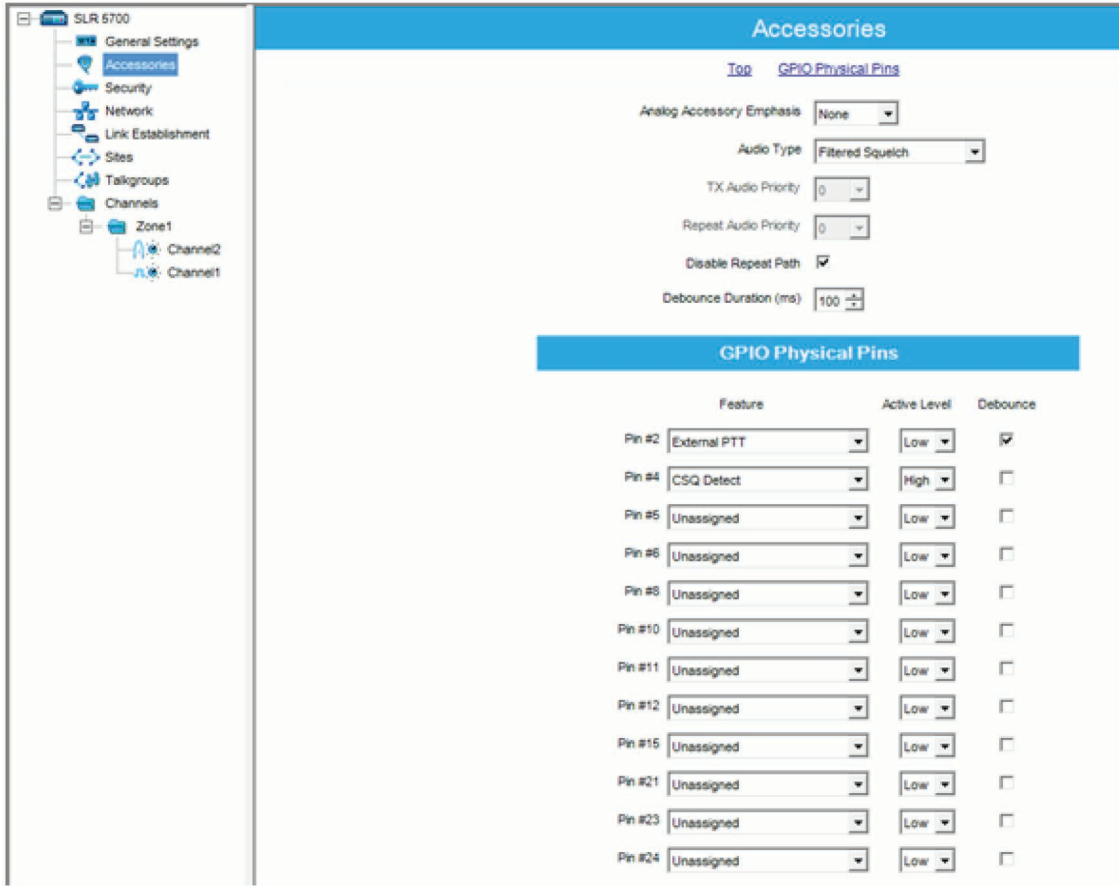 SLR 5700
General Settings
Accessories
Security
Network
Link Establishment
Sites
Talkgroups
Channels
Zone1
Channel2
Channel1
Accessories
Top GPIO Physical Pins
Analog Accessory Emphasis None
Audio Type Filtered Squelch
TX Audio Priority 0
Repeat Audio Priority 0
Disable Repeat Path
Debounce Duration (ms) 100
GPIO Physical Pins
Feature Active Level Debounce
Pin #2 External PTT Low
Pin #4 CSQ Detect High
Pin #5 Unassigned Low
Pin #6 Unassigned Low
Pin #8 Unassigned Low
Pin #10 Unassigned Low
Pin #11 Unassigned Low
Pin #12 Unassigned Low
Pin #15 Unassigned Low
Pin #21 Unassigned Low
Pin #23 Unassigned Low
Pin #24 Unassigned Low